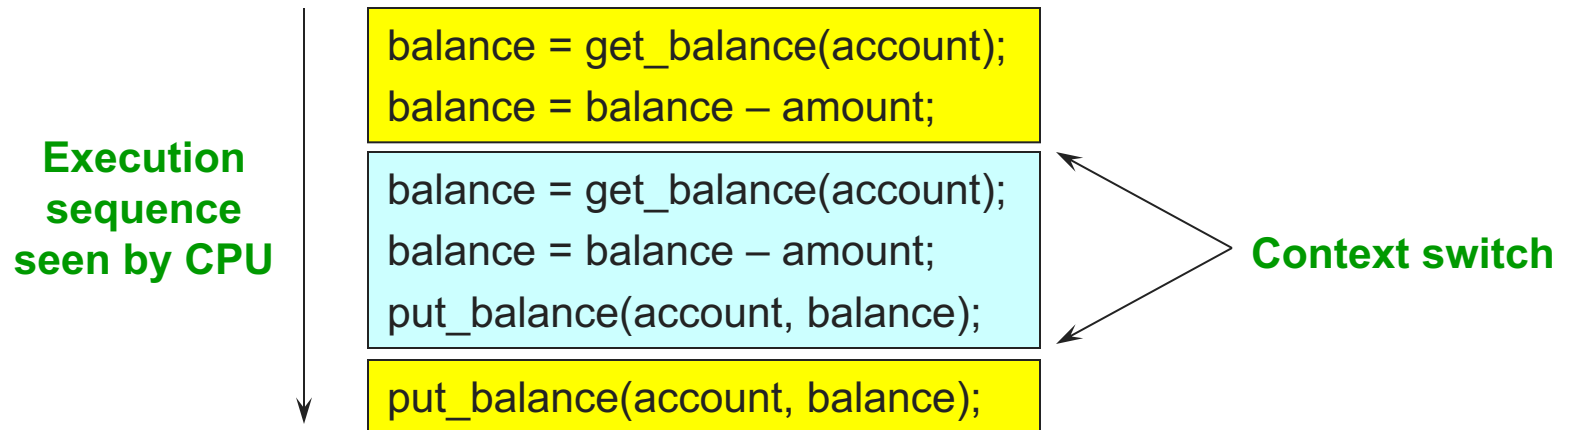 balance = get_balance(account);
balance = balance – amount;
Execution
sequence
seen by CPU
balance = get_balance(account);
balance = balance – amount;
put_balance(account, balance);
Context switch
put_balance(account, balance);